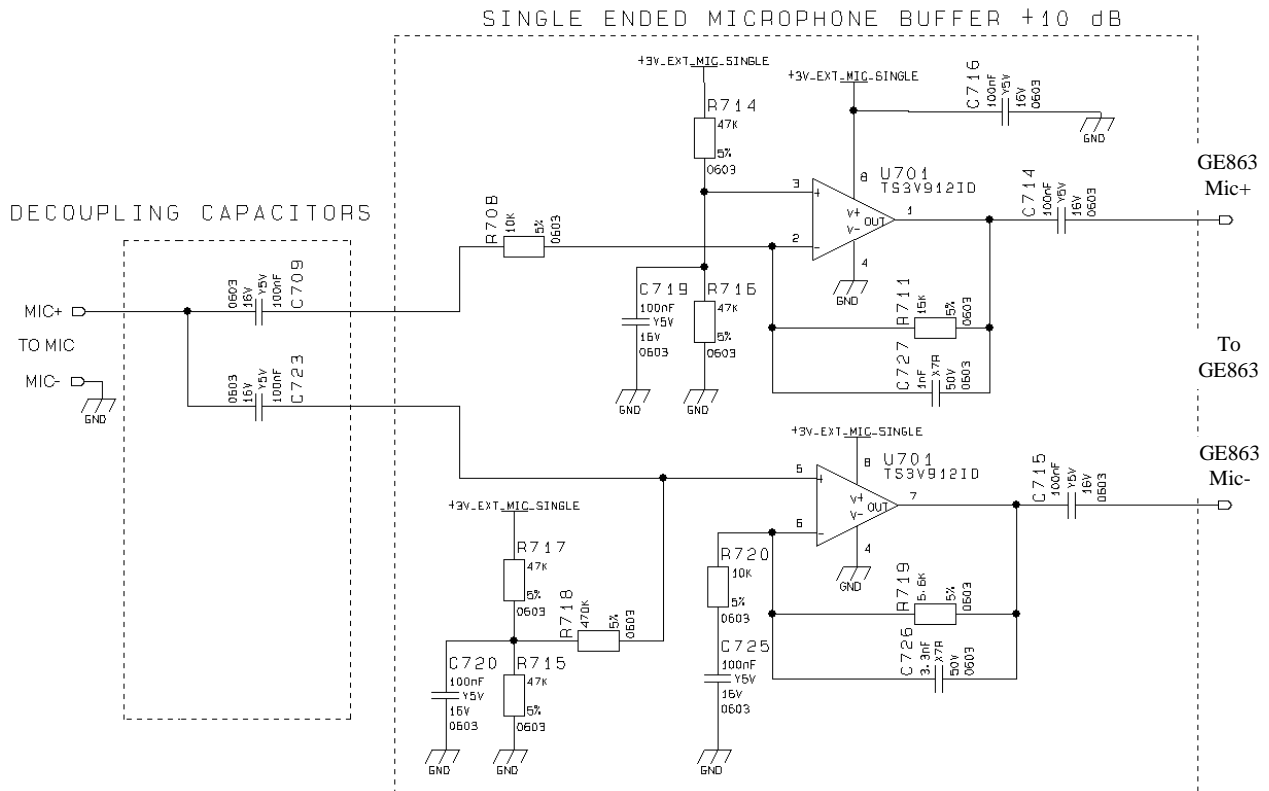 SINGLE ENDED MICROPHONE BUFFER +10 dB
DECOUPLING CAPACITORS
MIC+
TO MIC
MIC-
GND
0603
16V
Y5V
100nF
C709
0603
16V
Y5V
100nF
C723
R708
10K
5%
0603
+3V_EXT_MIC_SINGLE
R714
47K
5%
0603
+3V_EXT_MIC_SINGLE
C716
100nF
Y5V
16V
0603
GND
3
2
8
U701
TS3V912ID
V+
V-
OUT
1
4
GND
C714
100nF
Y5V
16V
0603
GE863
Mic+
C719
100nF
Y5V
16V
0603
GND
R716
47K
5%
0603
GND
R711
15K
5%
0603
C727
1nF
X7R
50V
0603
To
GE863
+3V_EXT_MIC_SINGLE
5
6
8
U701
TS3V912ID
V+
V-
OUT
7
4
GND
C715
100nF
Y5V
16V
0603
GE863
Mic-
+3V_EXT_MIC_SINGLE
R717
47K
5%
0603
R718
470K
5%
0603
C720
100nF
Y5V
16V
0603
GND
R715
47K
5%
0603
GND
R720
10K
5%
0603
C725
100nF
Y5V
16V
0603
GND
R719
5.6K
5%
0603
C726
3.3nF
X7R
50V
0603